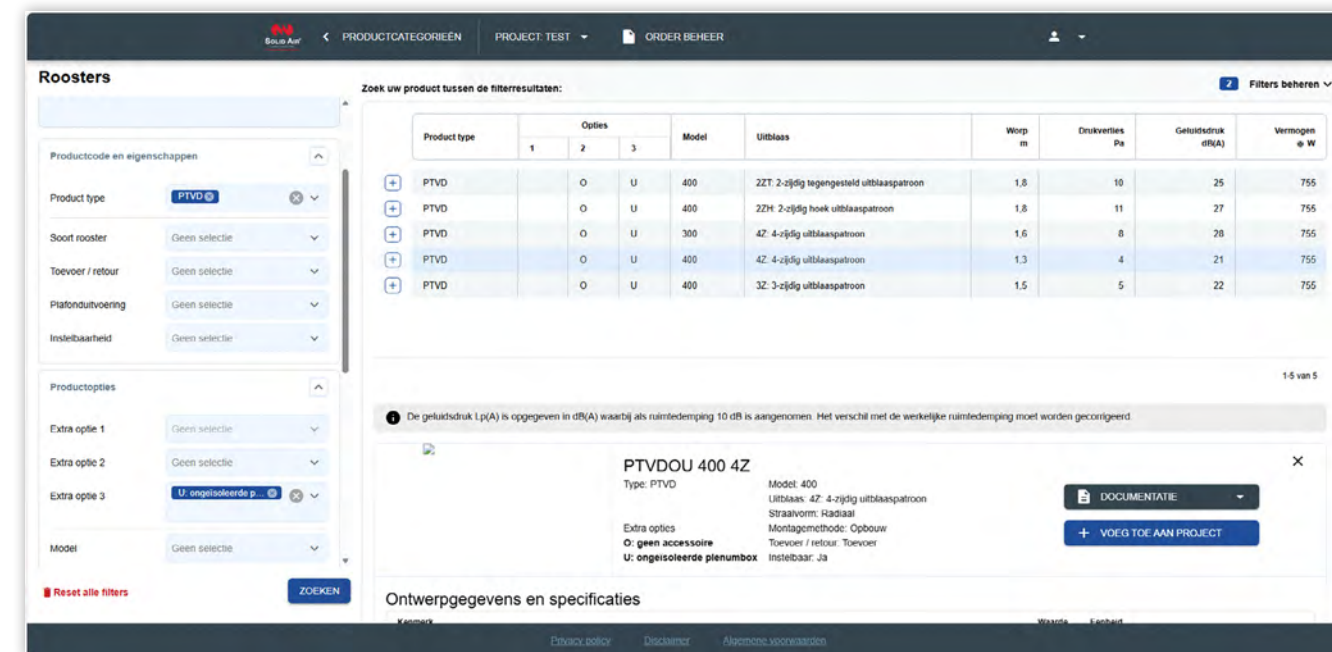 SOLID AIR
PRODUCTCATEGORIEËN PROJECT: TEST ORDER BEHEER
Roosters
Zoek uw product tussen de filterresultaten:
2 Filters beheren
Productcode en eigenschappen
Product type PTVD
Soort rooster Geen selectie
Toevoer / retour Geen selectie
Plafonduitvoering Geen selectie
Instelbaarheid Geen selectie
Productopties
Extra optie 1 Geen selectie
Extra optie 2 Geen selectie
Extra optie 3 U: ongeïsoleerde p...
Model Geen selectie
Reset alle filters ZOEKEN
Product type Opties 1 2 3 Model Uitblaas Worp m Drukverlies Pa Geluidsdruk dB(A) Vermogen W
PTVD O U 400 2ZT: 2-zijdig tegengesteld uitblaaspatroon 1,8 10 25 755
PTVD O U 400 2ZH: 2-zijdig hoek uitblaaspatroon 1,8 11 27 755
PTVD O U 300 4Z: 4-zijdig uitblaaspatroon 1,6 8 28 755
PTVD O U 400 4Z: 4-zijdig uitblaaspatroon 1,3 4 21 755
PTVD O U 400 3Z: 3-zijdig uitblaaspatroon 1,5 5 22 755
1-5 van 5
De geluidsdruk Lp(A) is opgegeven in dB(A) waarbij als ruimtedemping 10 dB is aangenomen. Het verschil met de werkelijke ruimtedemping moet worden gecorrigeerd.
PTVDOU 400 4Z
Type: PTVD Model: 400
Uitblaas: 4Z: 4-zijdig uitblaaspatroon
Straalvorm: Radiaal
Extra opties Montagemethode: Opbouw
O: geen accessoire Toevoer / retour: Toevoer
U: ongeïsoleerde plenumbox Instelbaar: Ja
DOCUMENTATIE
+ VOEG TOE AAN PROJECT
Ontwerpgegevens en specificaties
Kenmerk Waarde Eenheid
Privacy policy Disclaimer Algemene voorwaarden